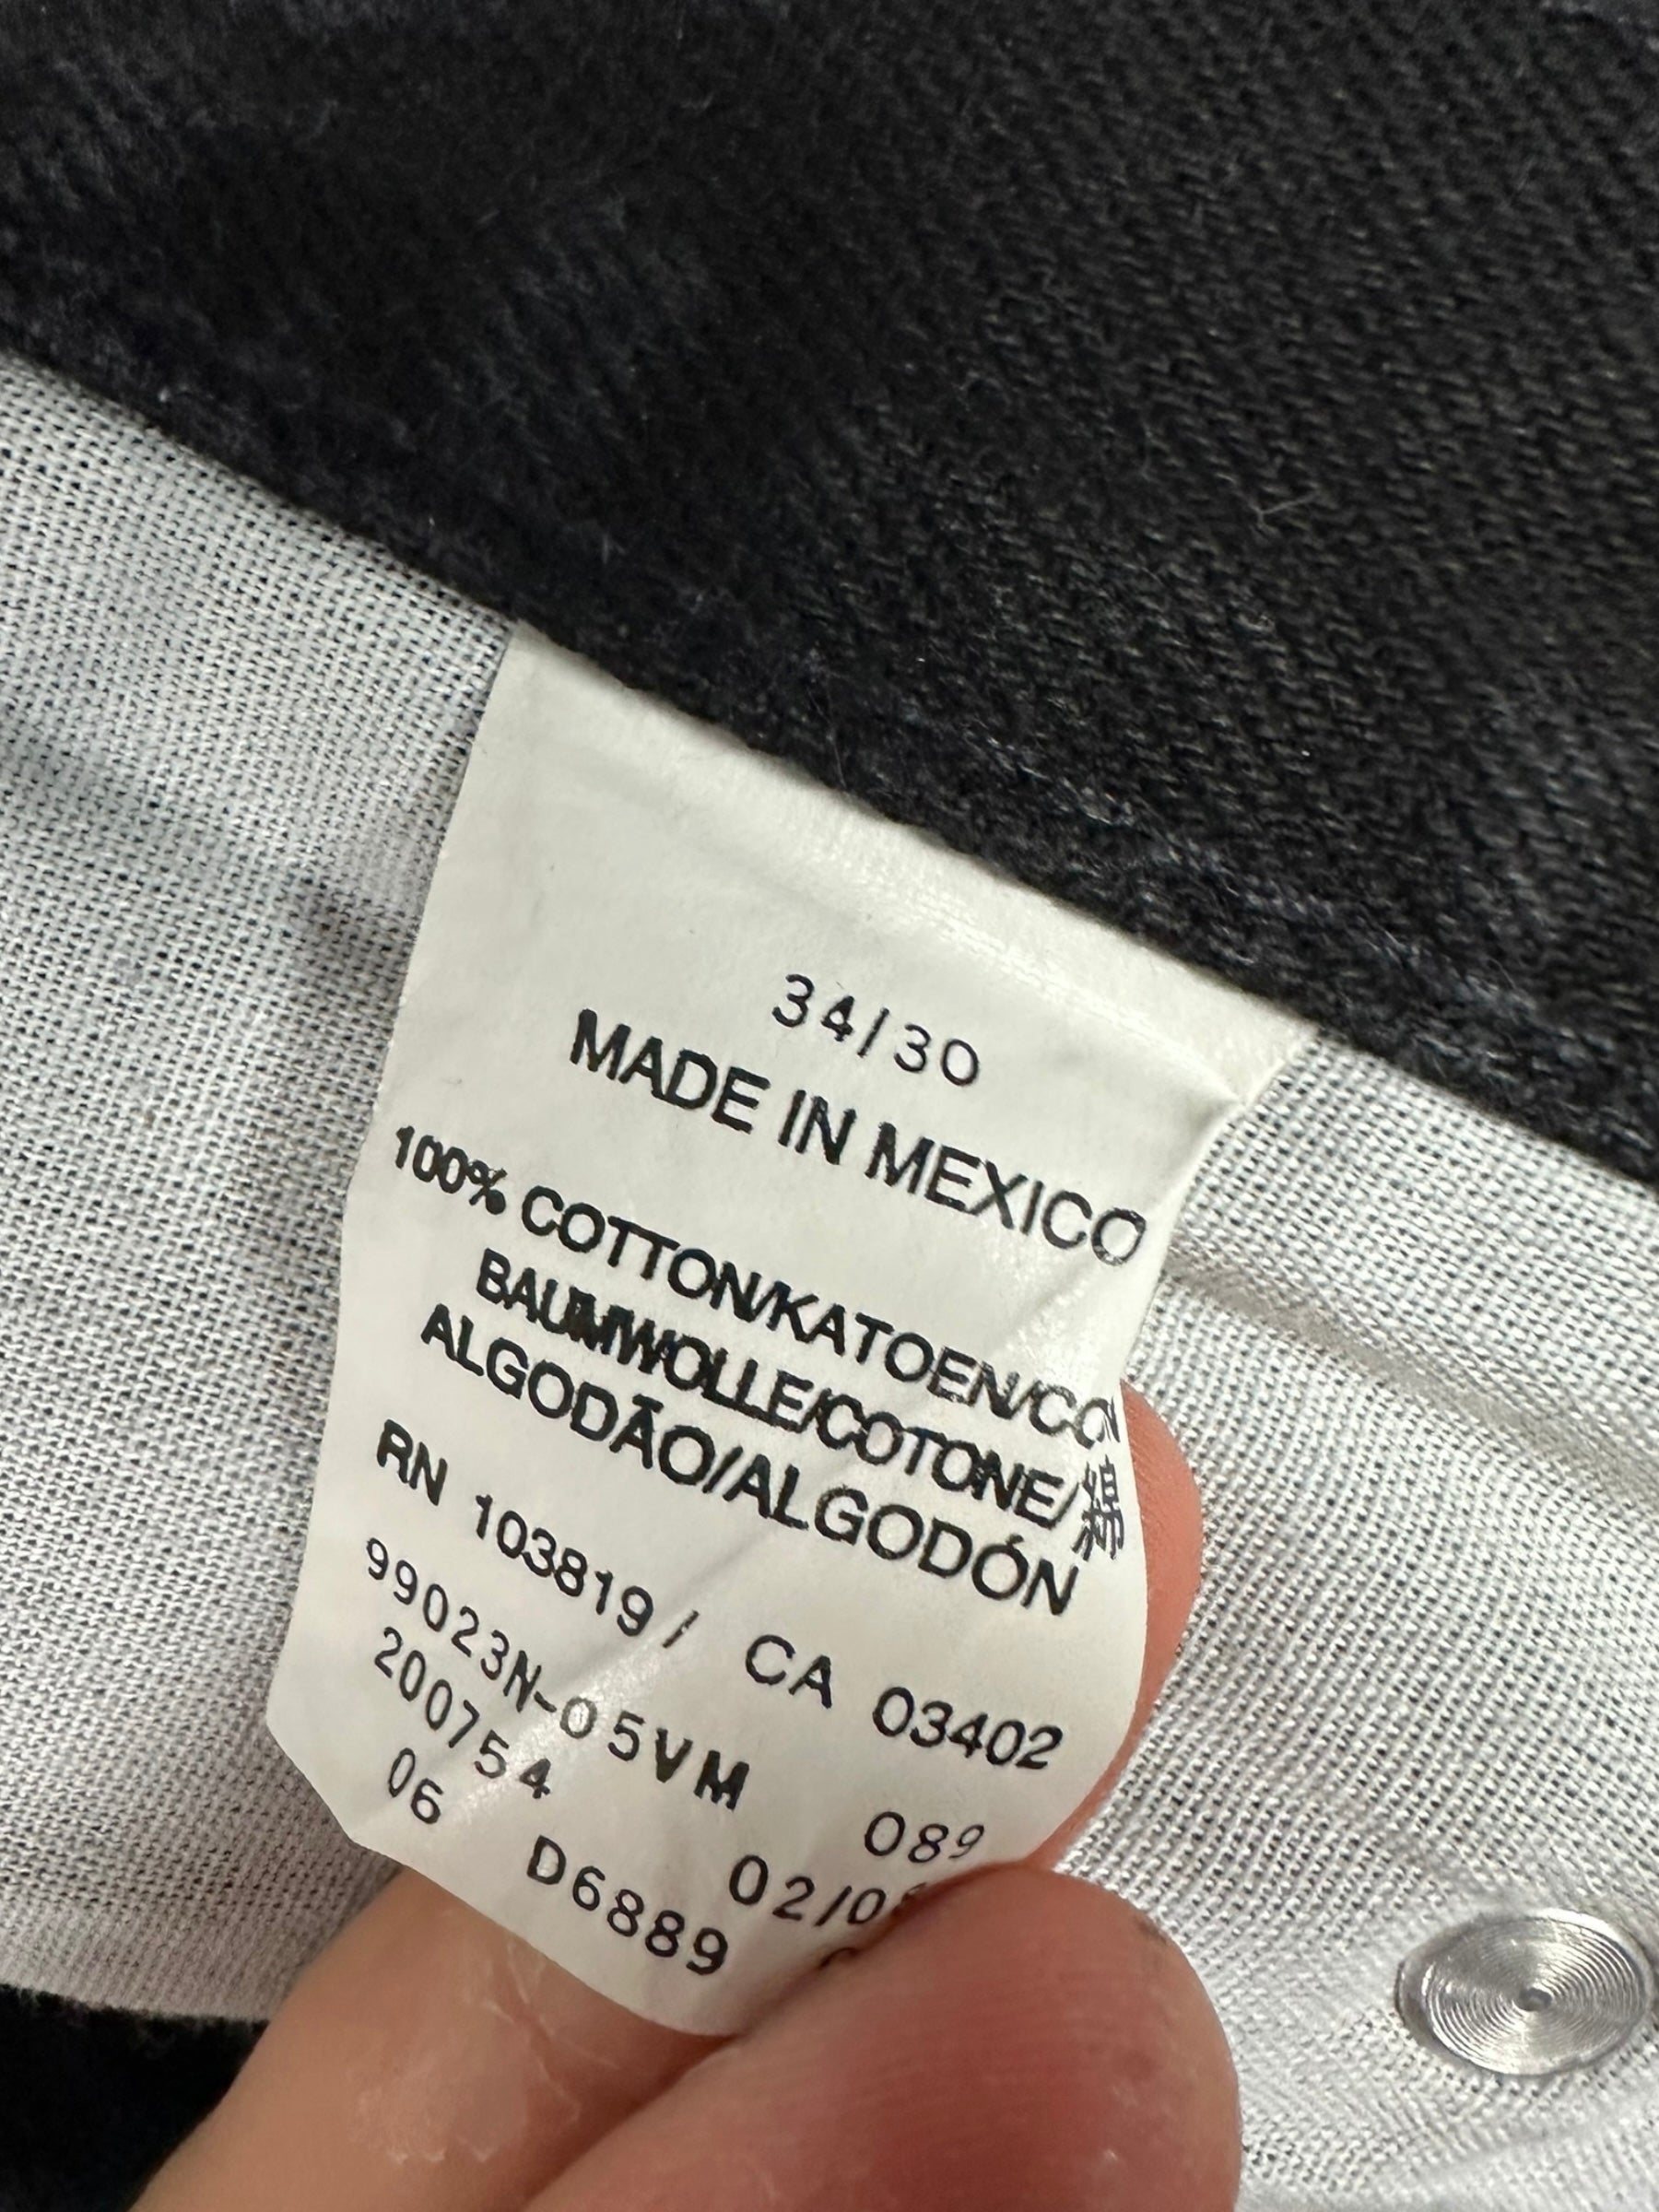 34/30
MADE IN MEXICO
100% COTTON/KATOEN/
BAUMWOLLE/COTONE/綿
ALGODÃO/ALGODÓN
RN 103819 / CA 03402
99023N-05VM 089
200754 02/0
06 D6889